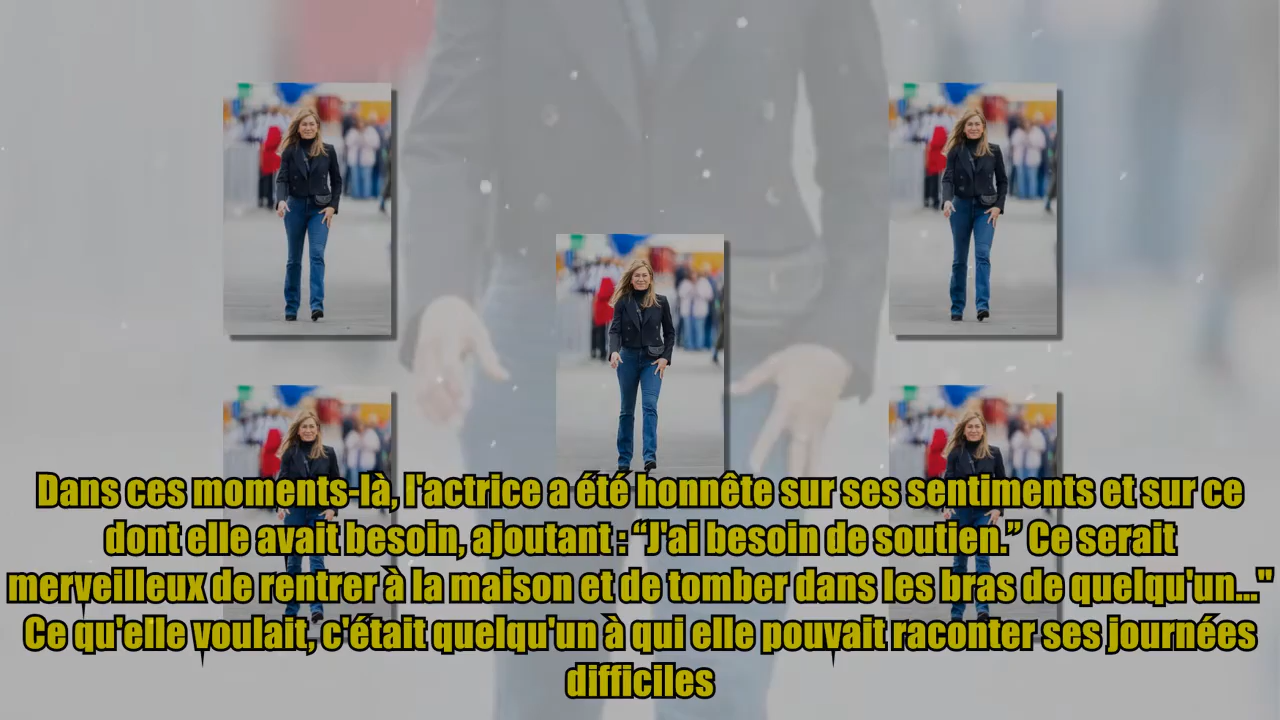 Dans ces moments-là, l'actrice a été honnête sur ses sentiments et sur ce
dont elle avait besoin, ajoutant : “J'ai besoin de soutien.” Ce serait
merveilleux de rentrer à la maison et de tomber dans les bras de quelqu'un..."
Ce qu'elle voulait, c'était quelqu'un à qui elle pouvait raconter ses journées
difficiles